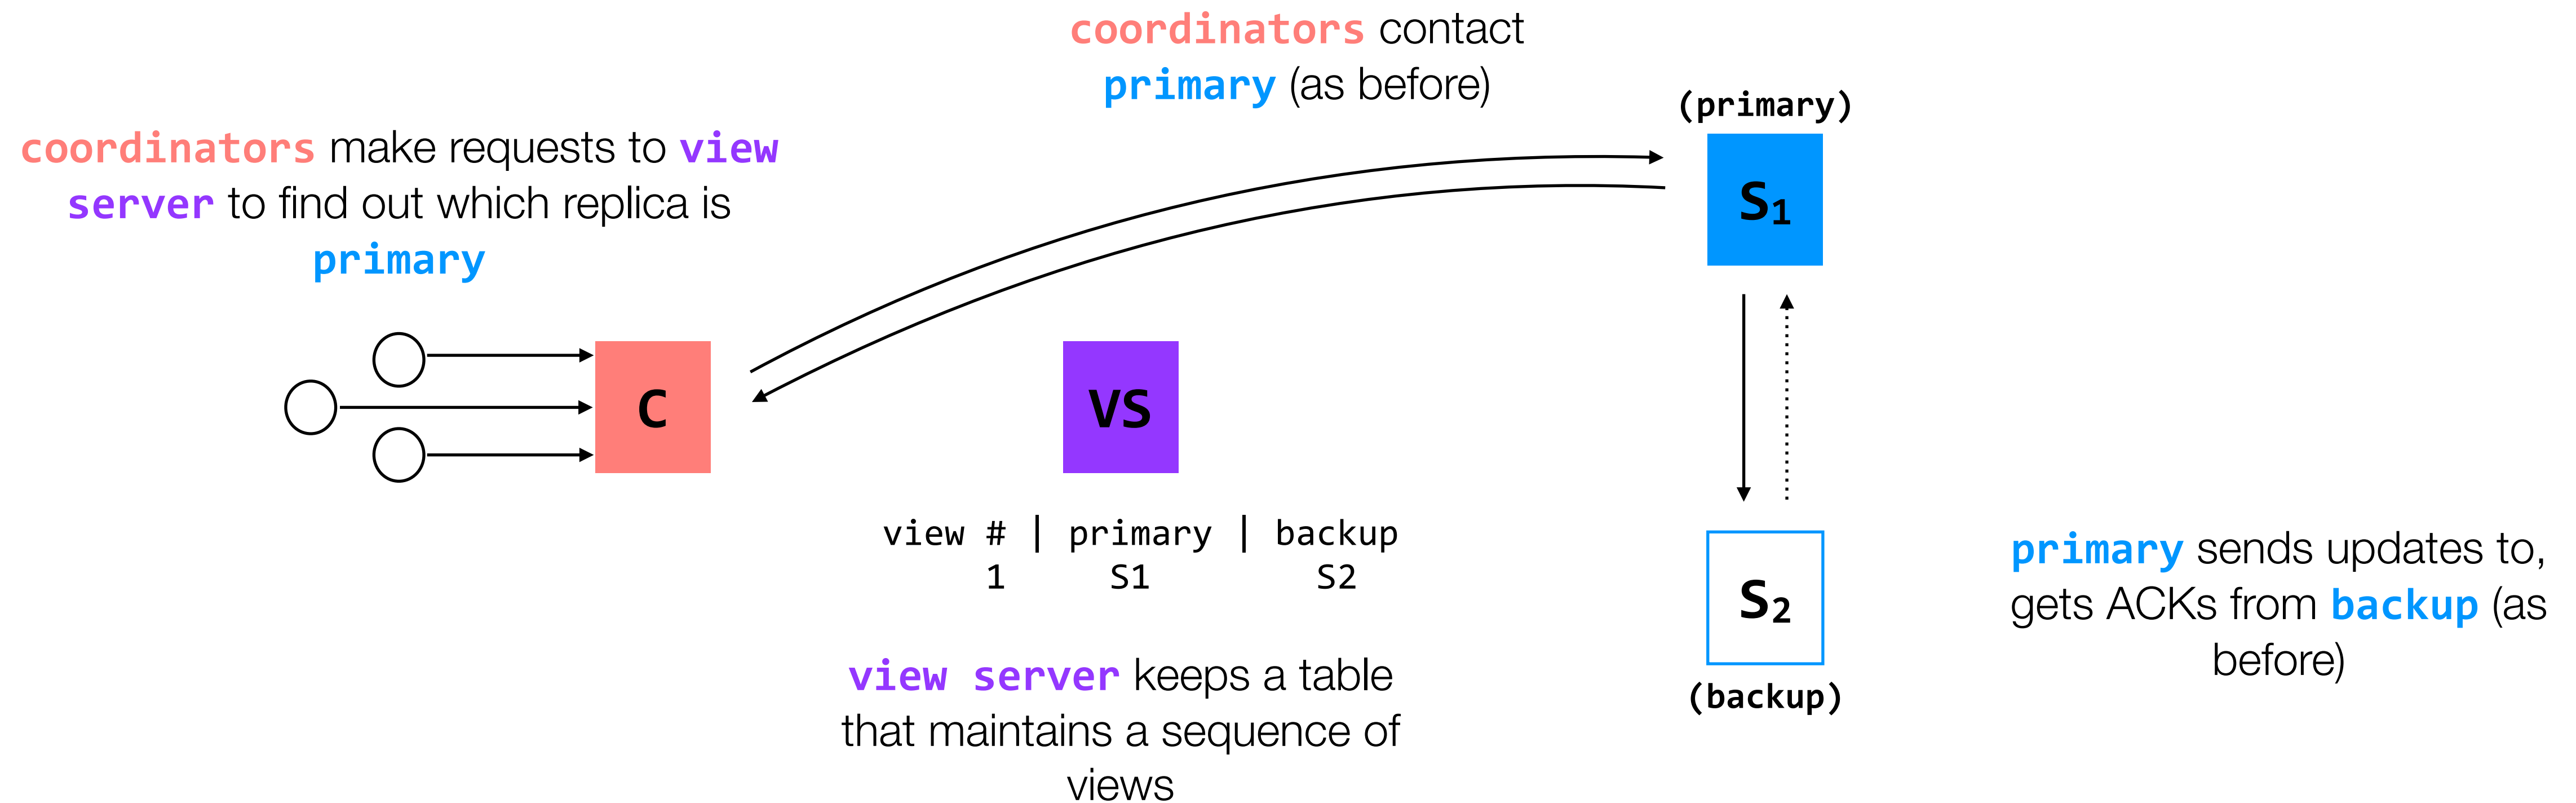 coordinators contact
primary (as before)
(primary)
coordinators make requests to view
server to find out which replica is
primary
S1
C
VS
view # | primary | backup
1 S1 S2
S2
(backup)
primary sends updates to,
gets ACKs from backup (as
before)
view server keeps a table
that maintains a sequence of
views